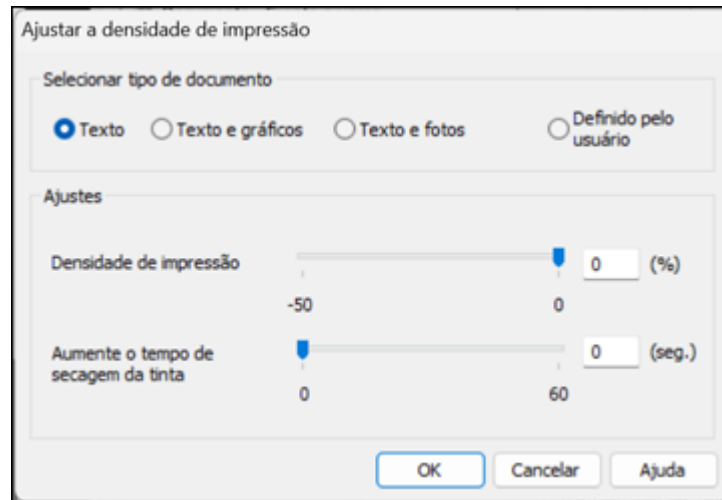 Ajustar a densidade de impressão
Selecionar tipo de documento
Texto
Texto e gráficos
Texto e fotos
Definido pelo
usuário
Ajustes
Densidade de impressão
0
(%)
-50
0
Aumente o tempo de
secagem da tinta
0
(seg.)
0
60
OK
Cancelar
Ajuda